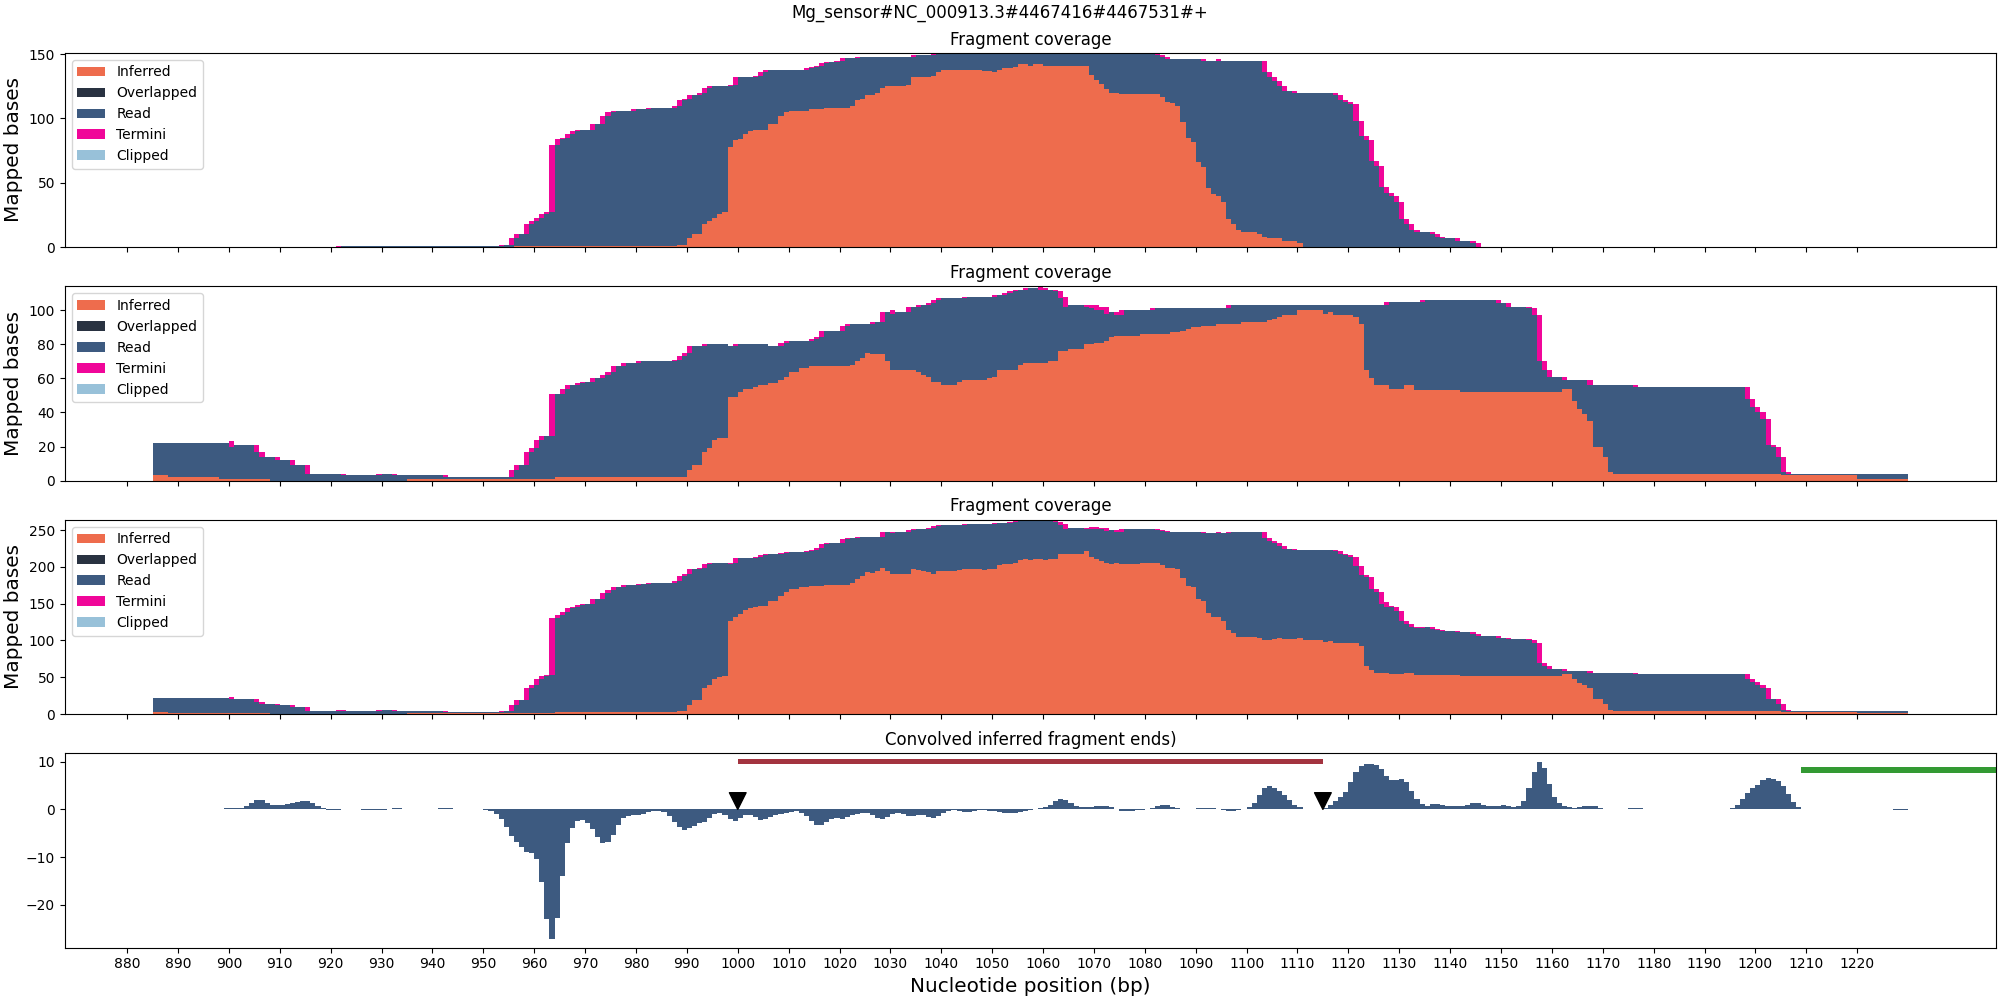 Mg_sensor#NC_000913.3#4467416#4467531#+
Fragment coverage
Mapped bases
150
100
50
0
Inferred
Overlapped
Read
Termini
Clipped
Fragment coverage
Mapped bases
100
80
60
40
20
0
Inferred
Overlapped
Read
Termini
Clipped
Fragment coverage
Mapped bases
250
200
150
100
50
0
Inferred
Overlapped
Read
Termini
Clipped
Convolved inferred fragment ends)
10
0
−10
−20
880 890 900 910 920 930 940 950 960 970 980 990 1000 1010 1020 1030 1040 1050 1060 1070 1080 1090 1100 1110 1120 1130 1140 1150 1160 1170 1180 1190 1200 1210 1220
Nucleotide position (bp)